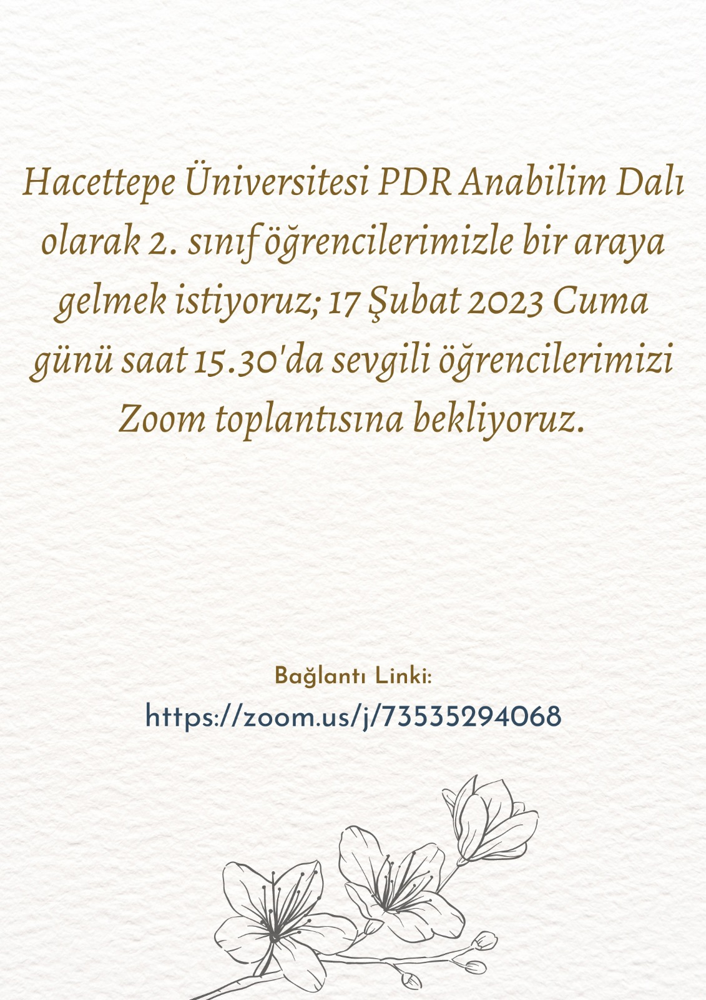 Hacettepe Üniversitesi PDR Anabilim Dalı
olarak 2. sınıf öğrencilerimizle bir araya
gelmek istiyoruz; 17 Şubat 2023 Cuma
günü saat 15.30'da sevgili öğrencilerimizi
Zoom toplantısına bekliyoruz.
Bağlantı Linki:
https://zoom.us/j/73535294068